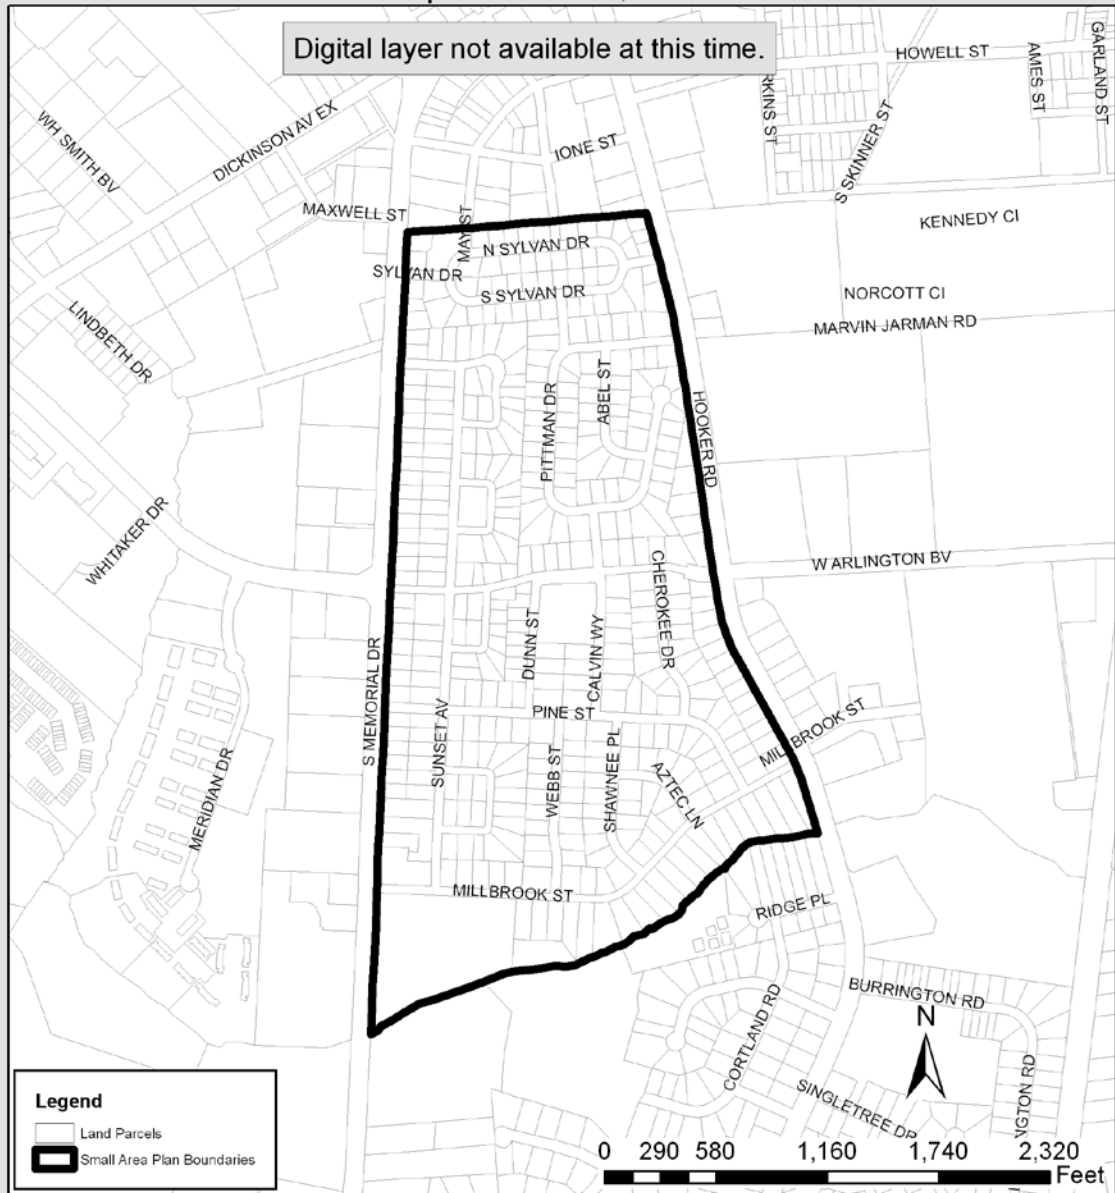 Digital layer not available at this time.
HOWELL ST
AMES ST
GARLAND ST
RKINS ST
S SKINNER ST
WH SMITH BV
DICKINSON AV EX
IONE ST
MAXWELL ST
MAY ST
KENNEDY CI
N SYLVAN DR
SYLVAN DR
S SYLVAN DR
NORCOTT CI
MARVIN JARMAN RD
LINDBETH DR
PITTMAN DR
ABEL ST
HOOKER RD
WHITAKER DR
W ARLINGTON BV
CHEROKEE DR
DUNN ST
CALVIN WY
S MEMORIAL DR
SUNSET AV
PINE ST
MILLBROOK ST
MERIDIAN DR
WEBB ST
SHAWNEE PL
AZTEC LN
MILLBROOK ST
RIDGE PL
BURRINGTON RD
CORTLAND RD
N
SINGLETREE DR
NGTON RD
Legend
Land Parcels
Small Area Plan Boundaries
0 290 580 1,160 1,740 2,320
Feet